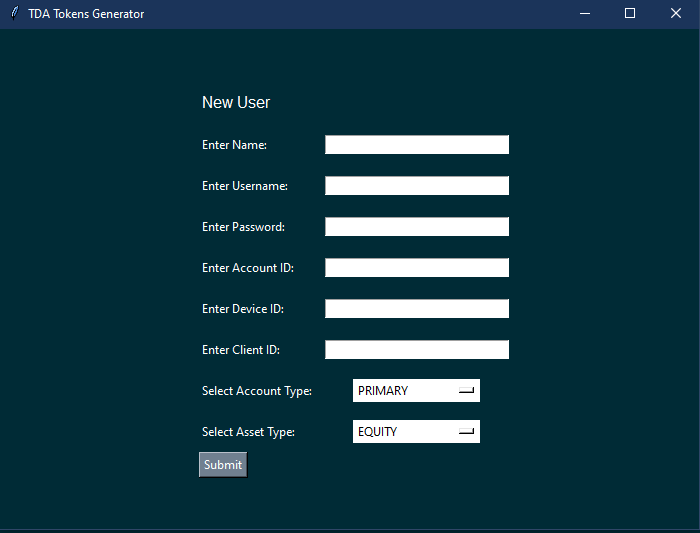 TDA Tokens Generator
New User
Enter Name:
Enter Username:
Enter Password:
Enter Account ID:
Enter Device ID:
Enter Client ID:
Select Account Type: PRIMARY
Select Asset Type: EQUITY
Submit